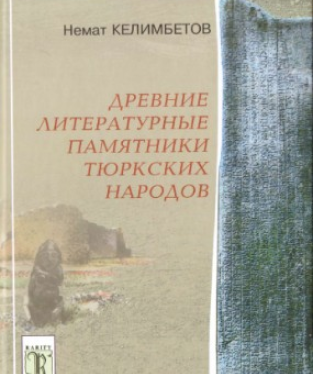 Немат КЕЛИМБЕТОВ
ДРЕВНИЕ
ЛИТЕРАТУРНЫЕ
ПАМЯТНИКИ
ТЮРКСКИХ
НАРОДОВ